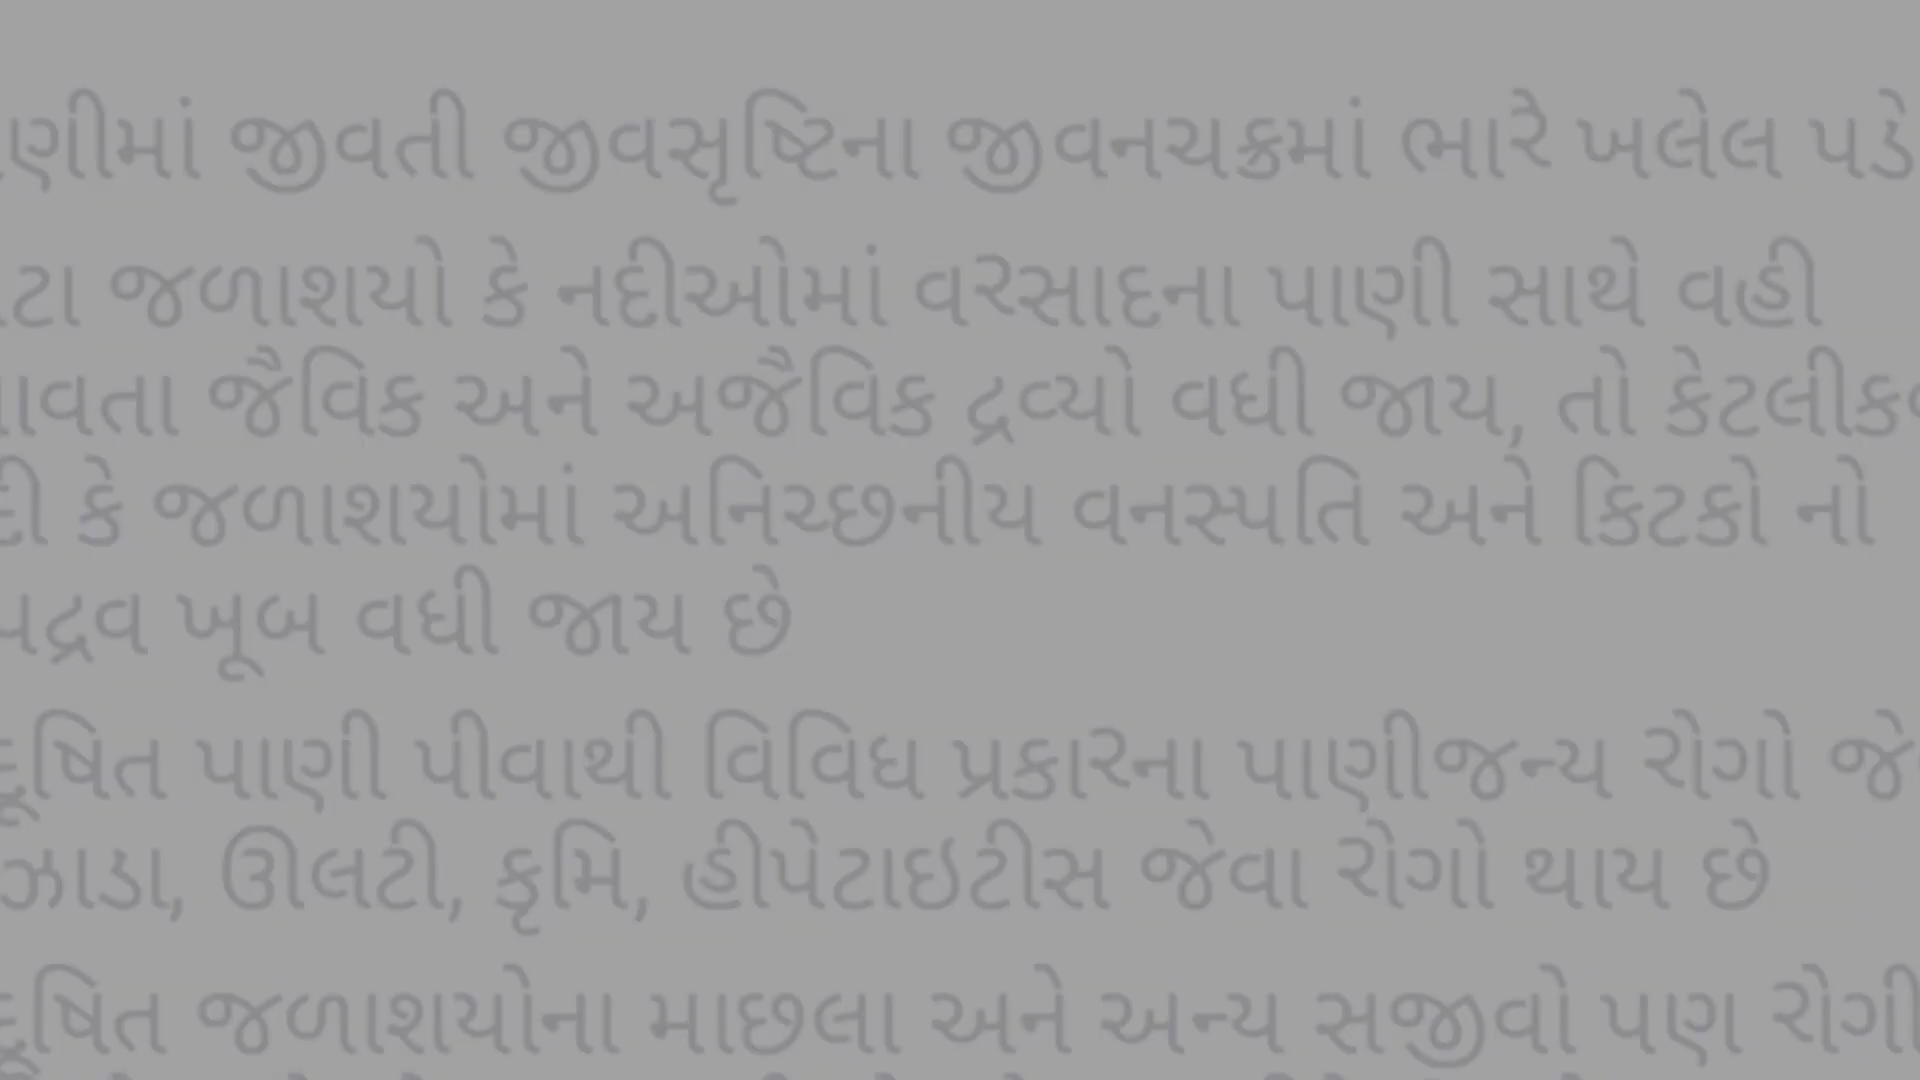 ણીમાં જીવતી જીવસૃષ્ટિના જીવનચક્રમાં ભારે ખલેલ પડે
ટા જળાશયો કે નદીઓમાં વરસાદના પાણી સાથે વહી
આવતા જૈવિક અને અજૈવિક દ્રવ્યો વધી જાય, તો કેટલીક
દી કે જળાશયોમાં અનિચ્છનીય વનસ્પતિ અને કિટકો નો
પદ્રવ ખૂબ વધી જાય છે
દૂષિત પાણી પીવાથી વિવિધ પ્રકારના પાણીજન્ય રોગો જે
ઝાડા, ઊલટી, કૃમિ, હીપેટાઇટીસ જેવા રોગો થાય છે
દૂષિત જળાશયોના માછલા અને અન્ય સજીવો પણ રોગી